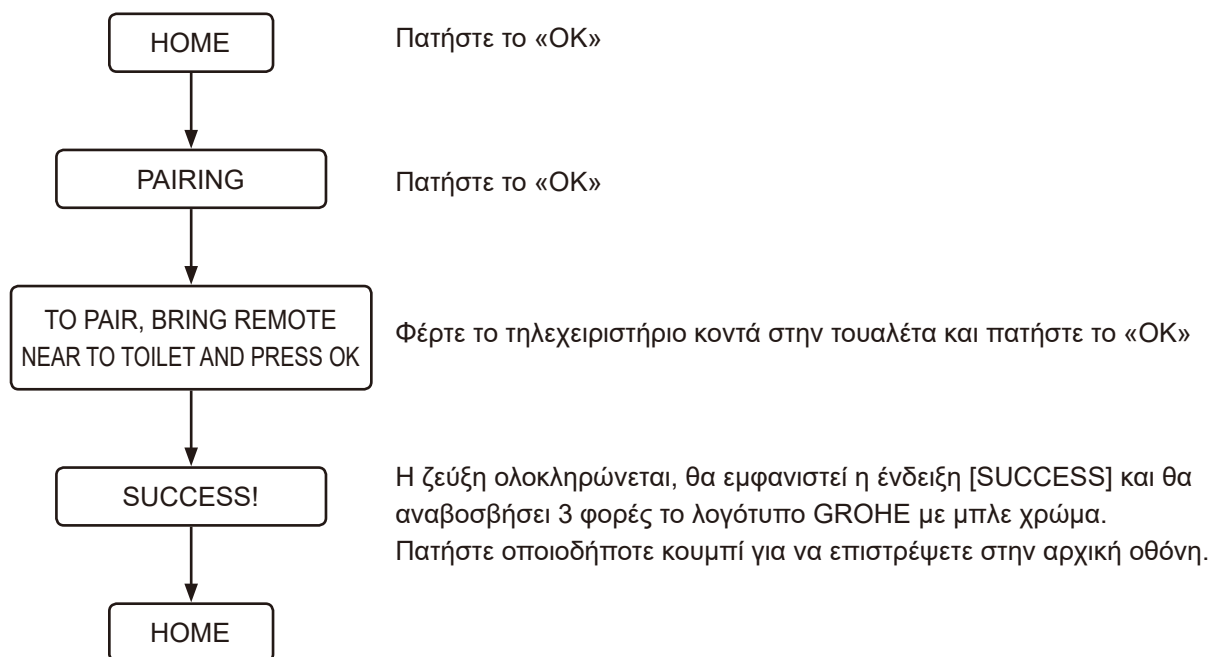 HOME
Πατήστε το «OK»
PAIRING
Πατήστε το «OK»
TO PAIR, BRING REMOTE
NEAR TO TOILET AND PRESS OK
Φέρτε το τηλεχειριστήριο κοντά στην τουαλέτα και πατήστε το «OK»
SUCCESS!
Η ζεύξη ολοκληρώνεται, θα εμφανιστεί η ένδειξη [SUCCESS] και θα
αναβοσβήσει 3 φορές το λογότυπο GROHE με μπλε χρώμα.
Πατήστε οποιοδήποτε κουμπί για να επιστρέψετε στην αρχική οθόνη.
HOME